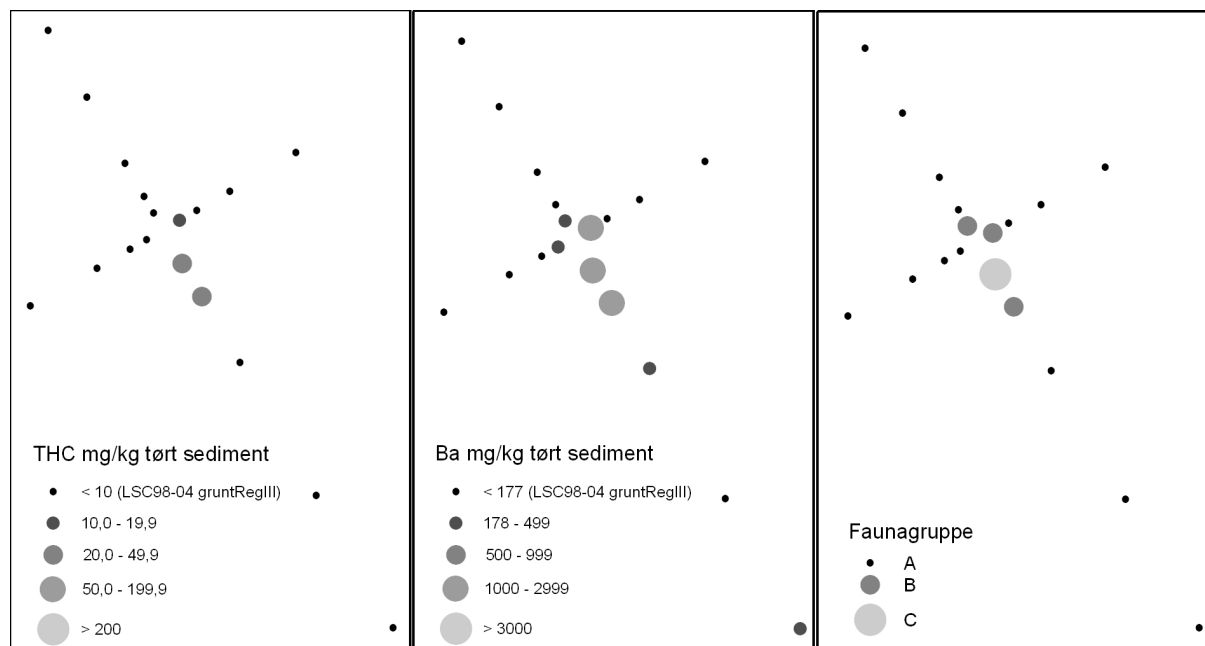 THC mg/kg tørt sediment
< 10 (LSC98-04 gruntRegIII)
10,0 - 19,9
20,0 - 49,9
50,0 - 199,9
> 200
Ba mg/kg tørt sediment
< 177 (LSC98-04 gruntRegIII)
178 - 499
500 - 999
1000 - 2999
> 3000
Faunagruppe
A
B
C